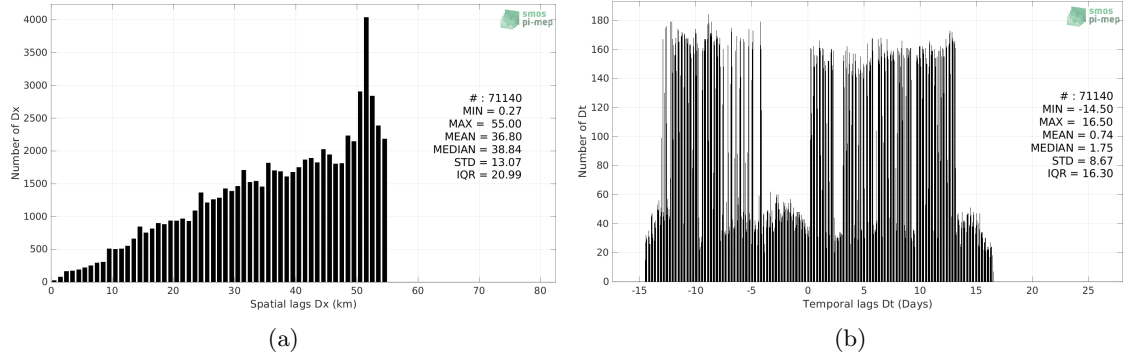 4000
3500
3000
2500
2000
1500
1000
500
0
Number of Dx
0 10 20 30 40 50 60 70 80
Spatial lags Dx (km)
smos
pi-mep
# : 71140
MIN = 0.27
MAX = 55.00
MEAN = 36.80
MEDIAN = 38.84
STD = 13.07
IQR = 20.99
(a)
180
160
140
120
100
80
60
40
20
0
Number of Dt
-15 -10 -5 0 5 10 15 20 25
Temporal lags Dt (Days)
smos
pi-mep
# : 71140
MIN = -14.50
MAX = 16.50
MEAN = 0.74
MEDIAN = 1.75
STD = 8.67
IQR = 16.30
(b)